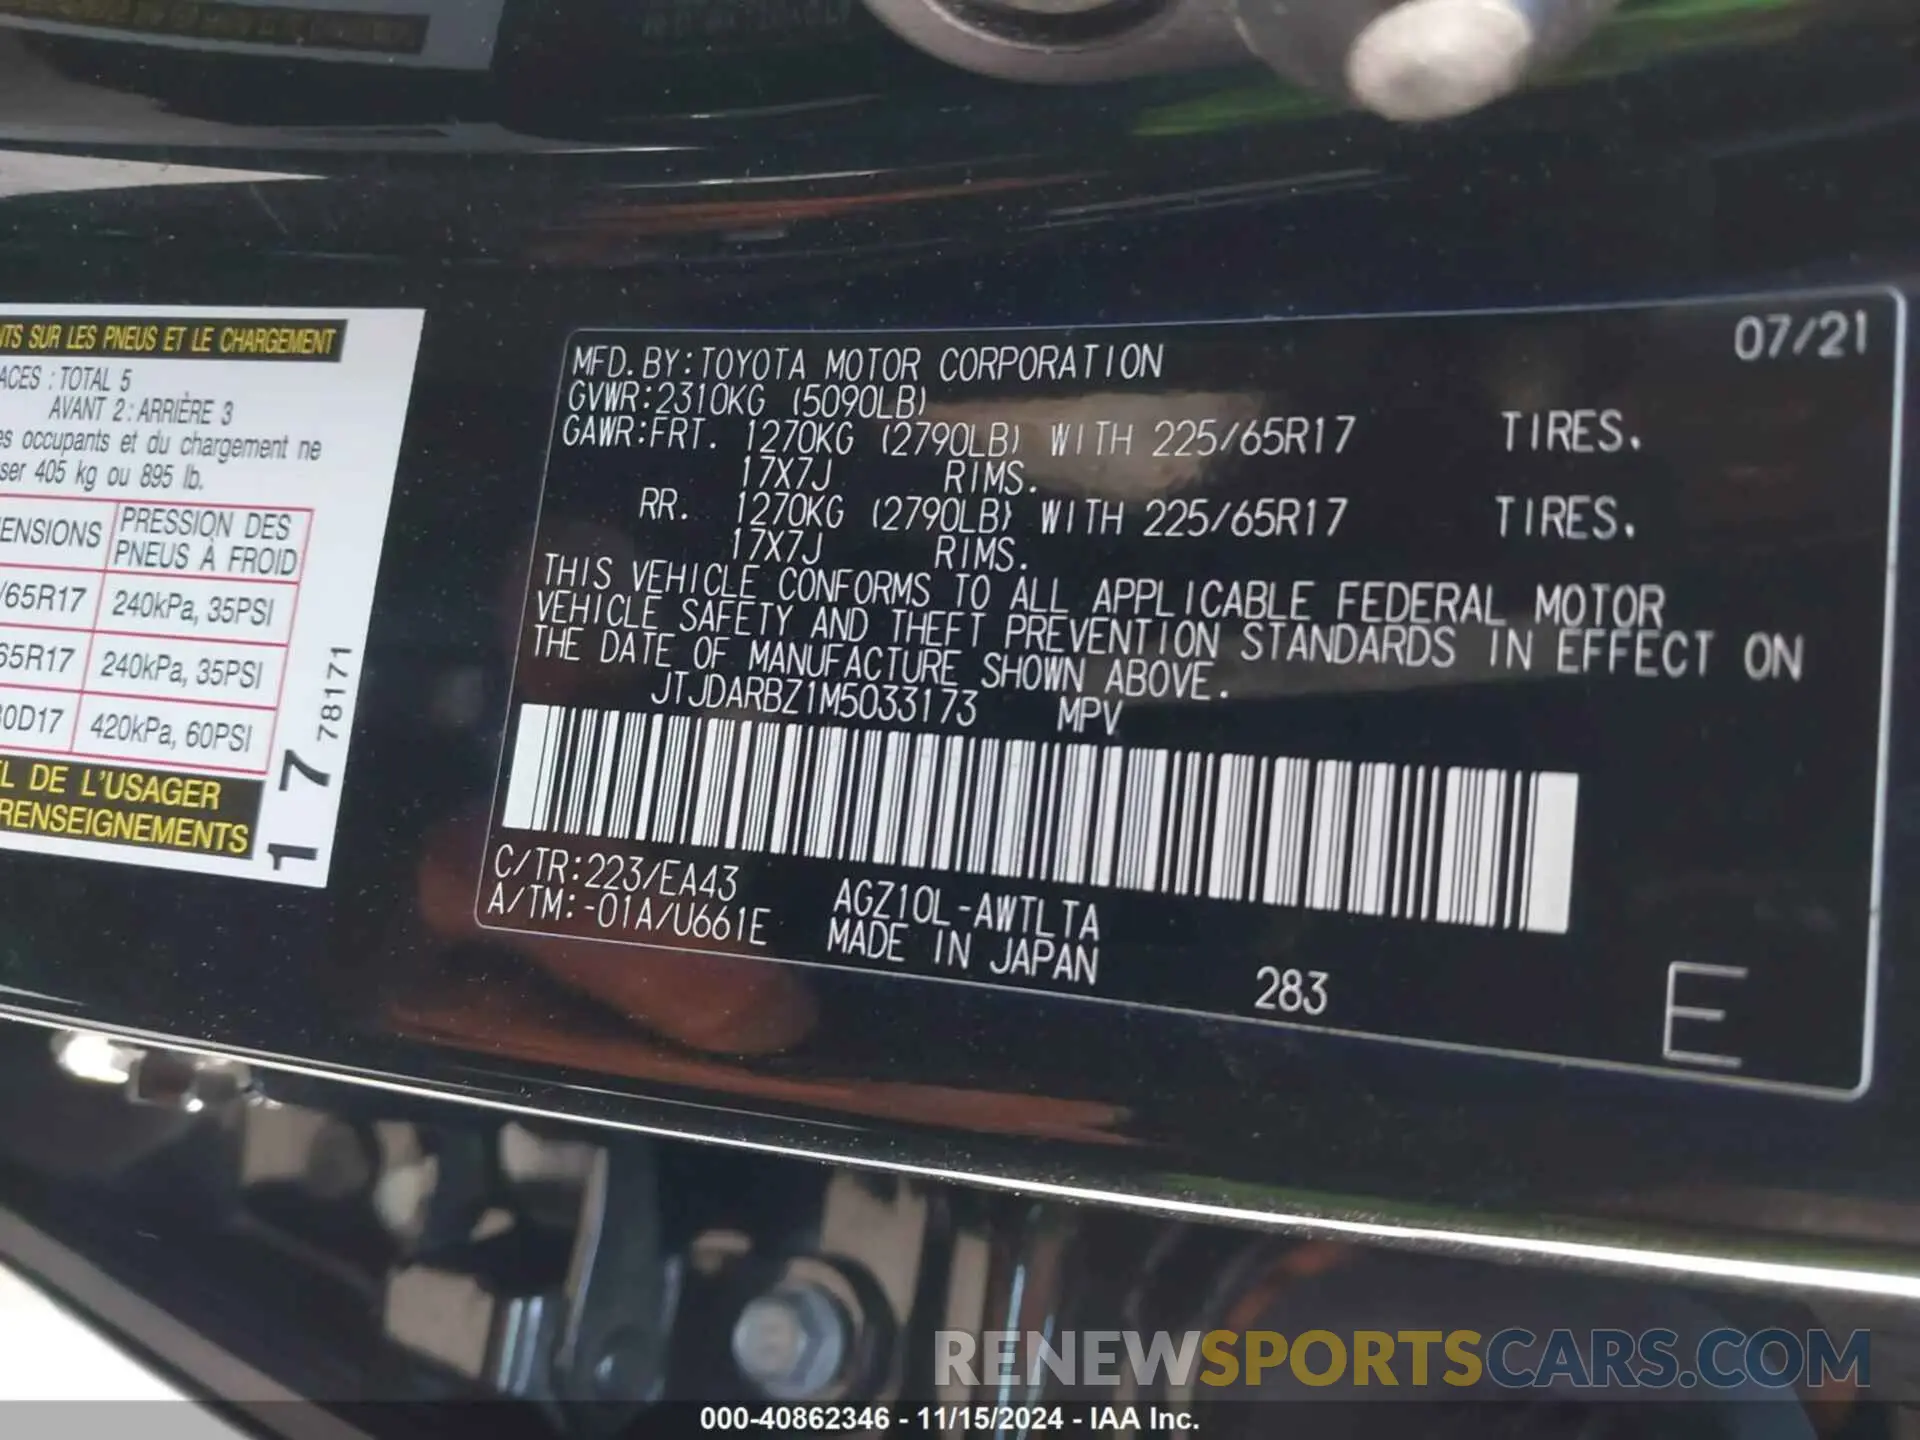 NTS SUR LES PNEUS ET LE CHARGEMENT
ACES : TOTAL 5
AVANT 2 : ARRIÈRE 3
es occupants et du chargement ne
ser 405 kg ou 895 lb.
ENSIONS PRESSION DES PNEUS À FROID
/65R17 240kPa, 35PSI
65R17 240kPa, 35PSI
80D17 420kPa, 60PSI
EL DE L'USAGER
RENSEIGNEMENTS
17
78171
07/21
MFD.BY:TOYOTA MOTOR CORPORATION
GVWR:2310KG (5090LB)
GAWR:FRT. 1270KG (2790LB) WITH 225/65R17 TIRES.
17X7J RIMS.
RR. 1270KG (2790LB) WITH 225/65R17 TIRES.
17X7J RIMS.
THIS VEHICLE CONFORMS TO ALL APPLICABLE FEDERAL MOTOR
VEHICLE SAFETY AND THEFT PREVENTION STANDARDS IN EFFECT ON
THE DATE OF MANUFACTURE SHOWN ABOVE.
JTJDARBZ1M5033173 MPV
C/TR:223/EA43 AGZ10L-AWTLTA
A/TM:-01A/U661E MADE IN JAPAN
283
E
RENEWSPORTSCARS.COM
000-40862346 - 11/15/2024 - IAA Inc.